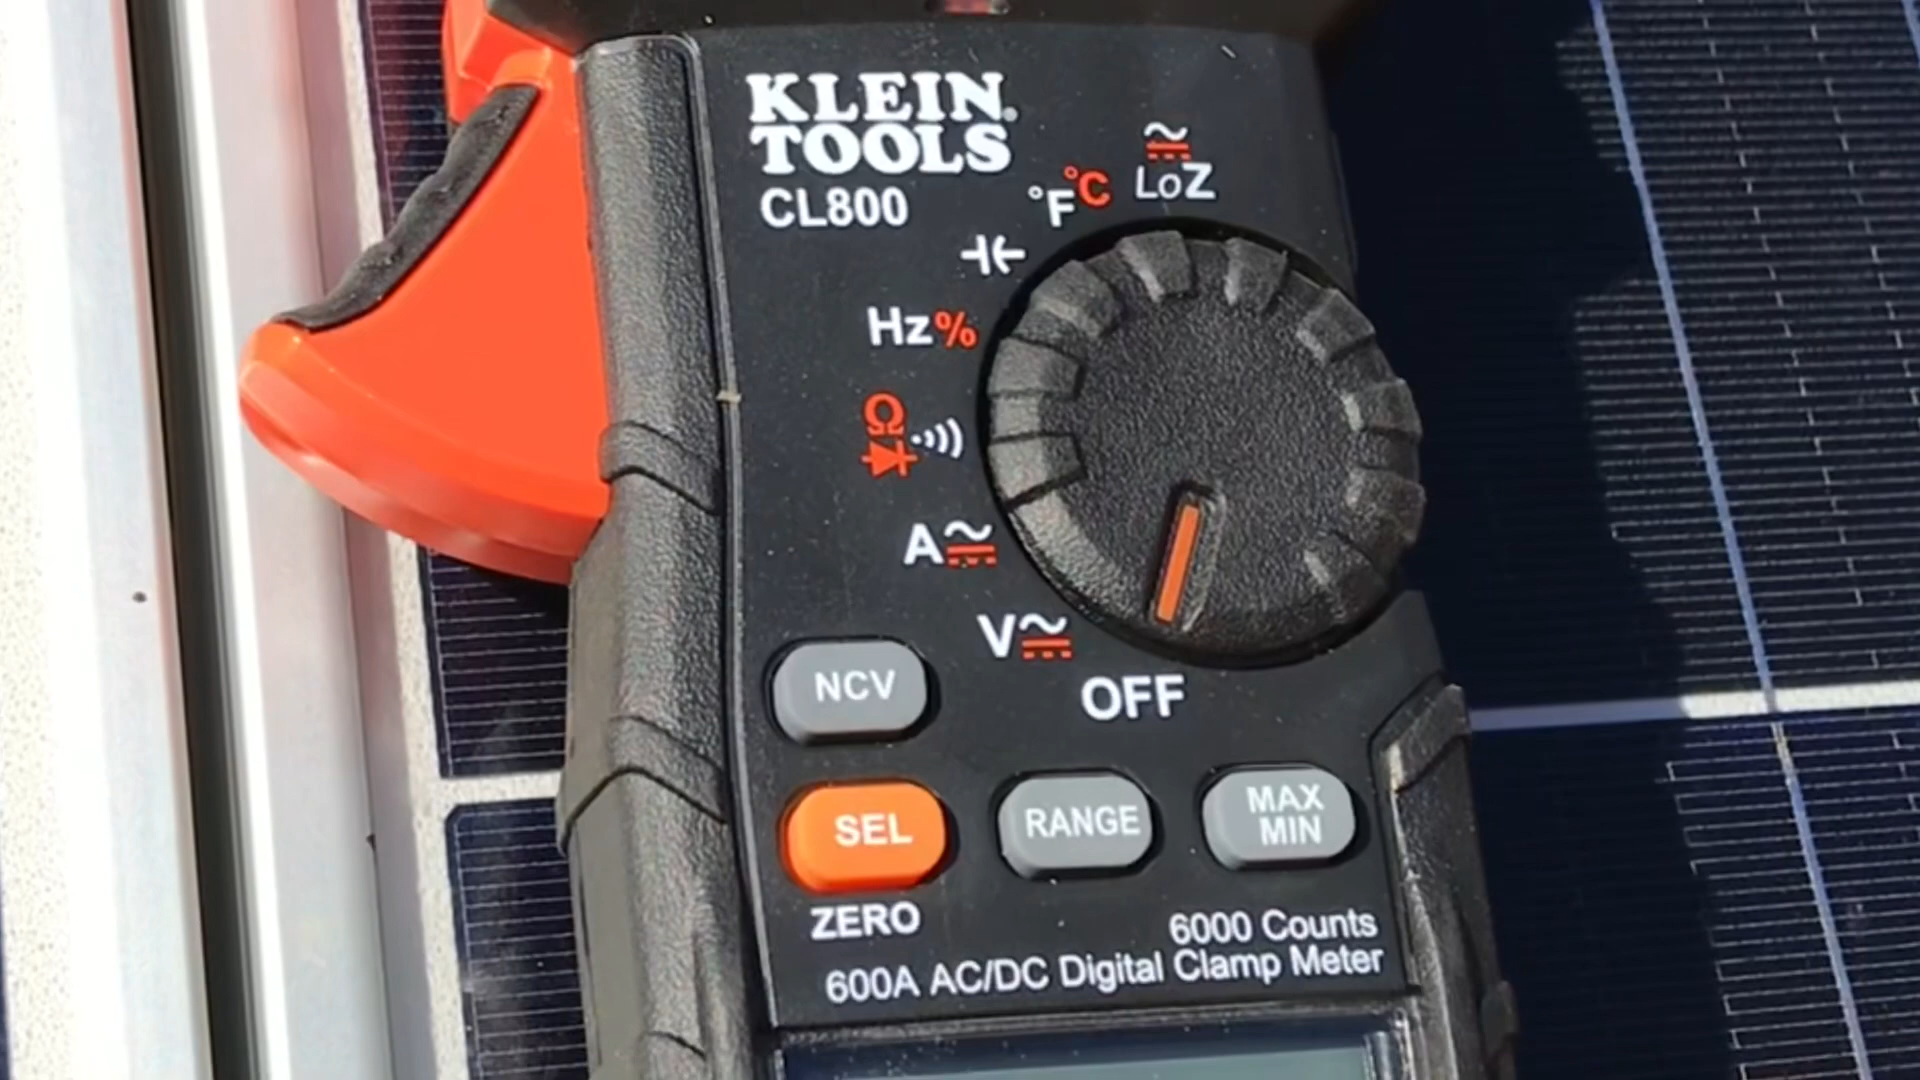 KLEIN
TOOLS
CL800
LoZ
°F°C
Hz%
Ω
A
V
OFF
NCV
SEL
RANGE
MAX
MIN
ZERO
6000 Counts
600A AC/DC Digital Clamp Meter